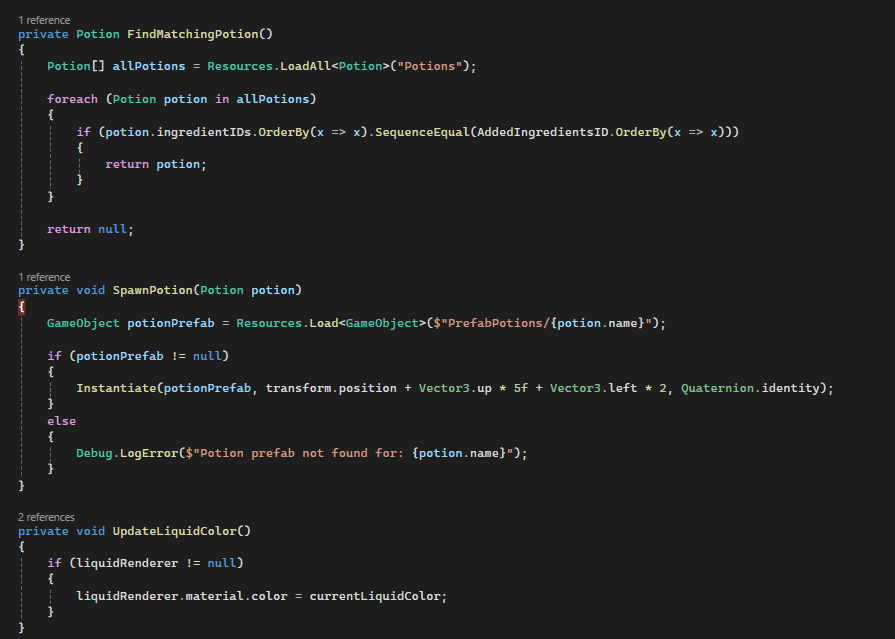 1 reference
private Potion FindMatchingPotion()
{
Potion[] allPotions = Resources.LoadAll<Potion>("Potions");
foreach (Potion potion in allPotions)
{
if (potion.ingredientIDs.OrderBy(x => x).SequenceEqual(AddedIngredientsID.OrderBy(x => x)))
{
return potion;
}
}
return null;
}
1 reference
private void SpawnPotion(Potion potion)
{
GameObject potionPrefab = Resources.Load<GameObject>($"PrefabPotions/{potion.name}");
if (potionPrefab != null)
{
Instantiate(potionPrefab, transform.position + Vector3.up * 5f + Vector3.left * 2, Quaternion.identity);
}
else
{
Debug.LogError($"Potion prefab not found for: {potion.name}");
}
}
2 references
private void UpdateLiquidColor()
{
if (liquidRenderer != null)
{
liquidRenderer.material.color = currentLiquidColor;
}
}